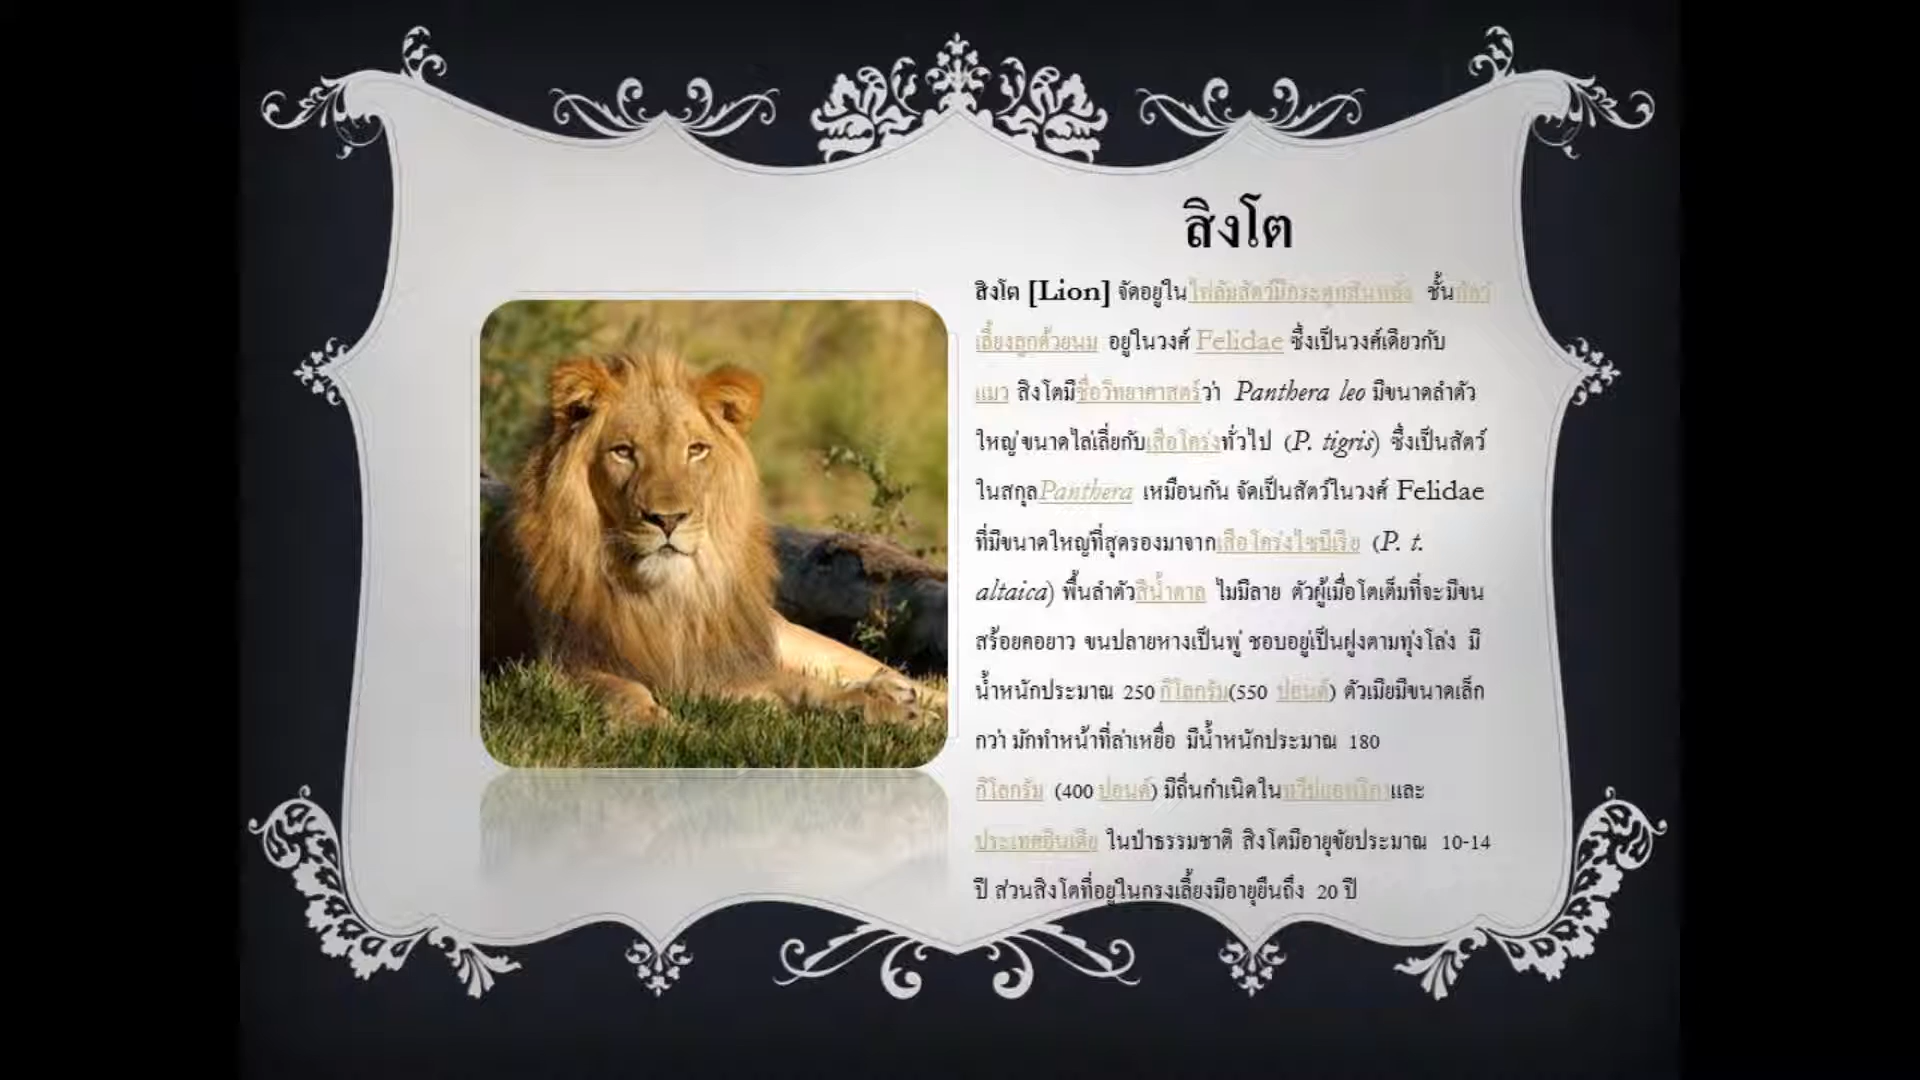 สิงโต
สิงโต [Lion] จัดอยู่ในไฟลัมสัตว์มีกระดูกสันหลัง ชั้นสัตว์
เลี้ยงลูกด้วยนม อยู่ในวงศ์ Felidae ซึ่งเป็นวงศ์เดียวกับ
แมว สิงโตมีชื่อวิทยาศาสตร์ว่า Panthera leo มีขนาดลำตัว
ใหญ่ ขนาดไล่เลี่ยกับเสือโคร่งทั่วไป (P. tigris) ซึ่งเป็นสัตว์
ในสกุลPanthera เหมือนกัน จัดเป็นสัตว์ในวงศ์ Felidae
ที่มีขนาดใหญ่ที่สุดรองมาจากเสือโคร่งไซบีเรีย (P. t.
altaica) พื้นลำตัวสีน้ำตาล ไม่มีลาย ตัวผู้เมื่อโตเต็มที่จะมีขน
สร้อยคอยาว ขนปลายหางเป็นพู่ ชอบอยู่เป็นฝูงตามทุ่งโล่ง มี
น้ำหนักประมาณ 250 กิโลกรัม(550 ปอนด์) ตัวเมียมีขนาดเล็ก
กว่า มักทำหน้าที่ล่าเหยื่อ มีน้ำหนักประมาณ 180
กิโลกรัม (400 ปอนด์) มีถิ่นกำเนิดในทวีปแอฟริกาและ
ประเทศอินเดีย ในป่าธรรมชาติ สิงโตมีอายุขัยประมาณ 10-14
ปี ส่วนสิงโตที่อยู่ในกรงเลี้ยงมีอายุยืนถึง 20 ปี